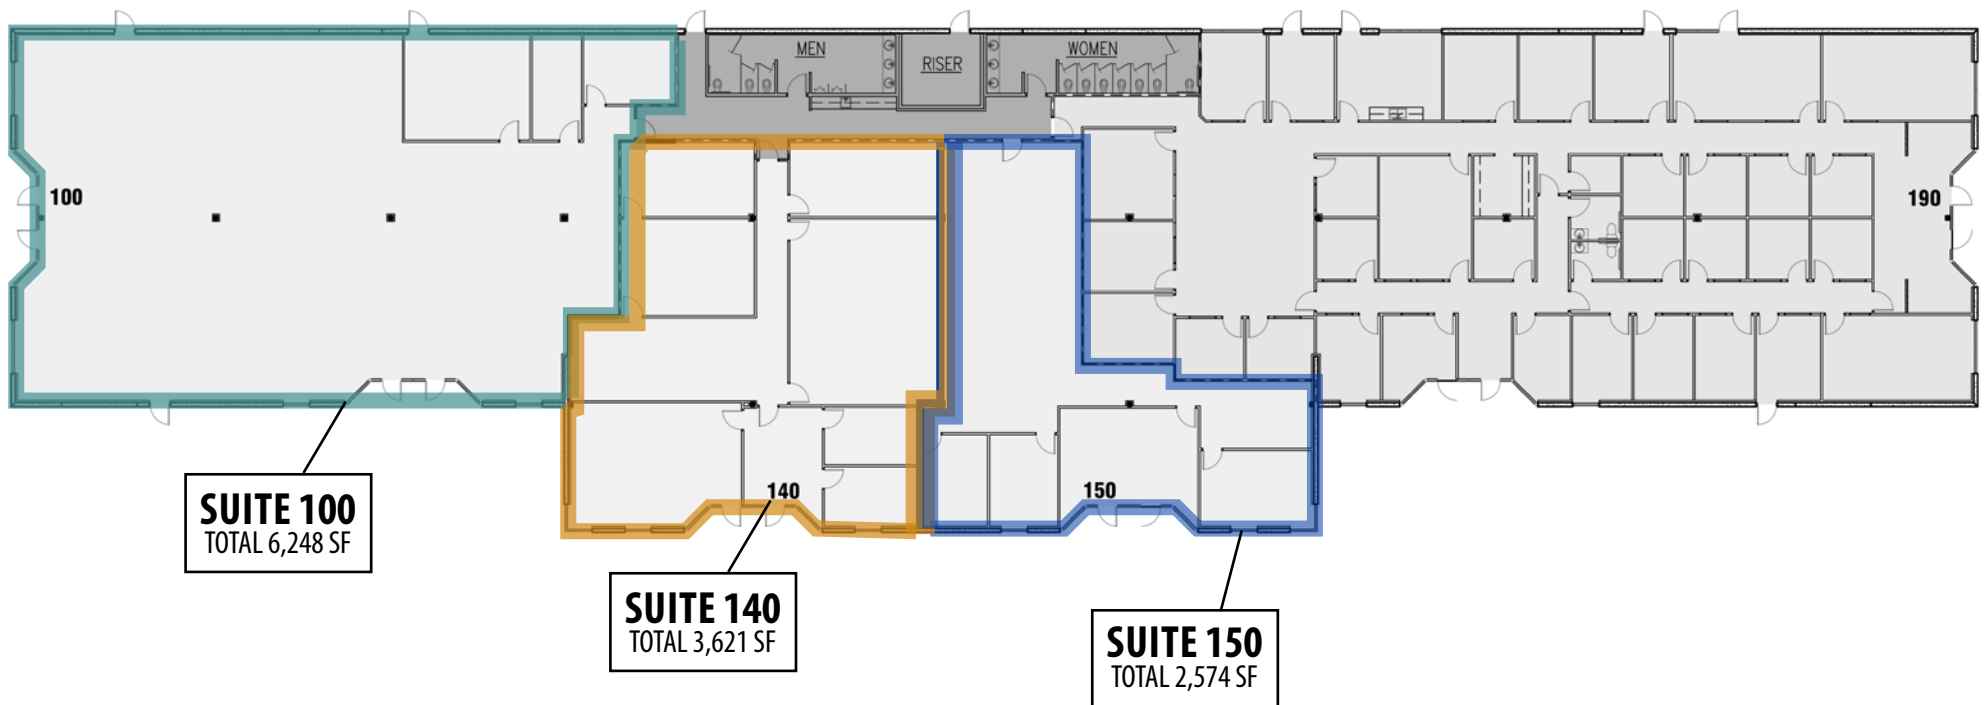 MEN
RISER
WOMEN
100
190
140
150
SUITE 100
TOTAL 6,248 SF
SUITE 140
TOTAL 3,621 SF
SUITE 150
TOTAL 2,574 SF